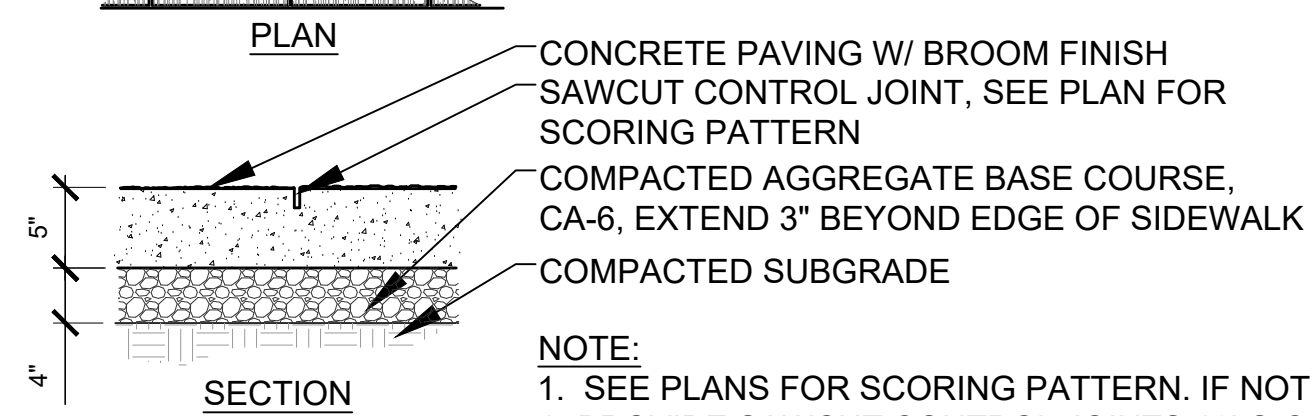 PLAN
CONCRETE PAVING W/ BROOM FINISH
SAWCUT CONTROL JOINT, SEE PLAN FOR
SCORING PATTERN
COMPACTED AGGREGATE BASE COURSE,
CA-6, EXTEND 3" BEYOND EDGE OF SIDEWALK
COMPACTED SUBGRADE
5"
4"
SECTION
NOTE:
1. SEE PLANS FOR SCORING PATTERN. IF NOT